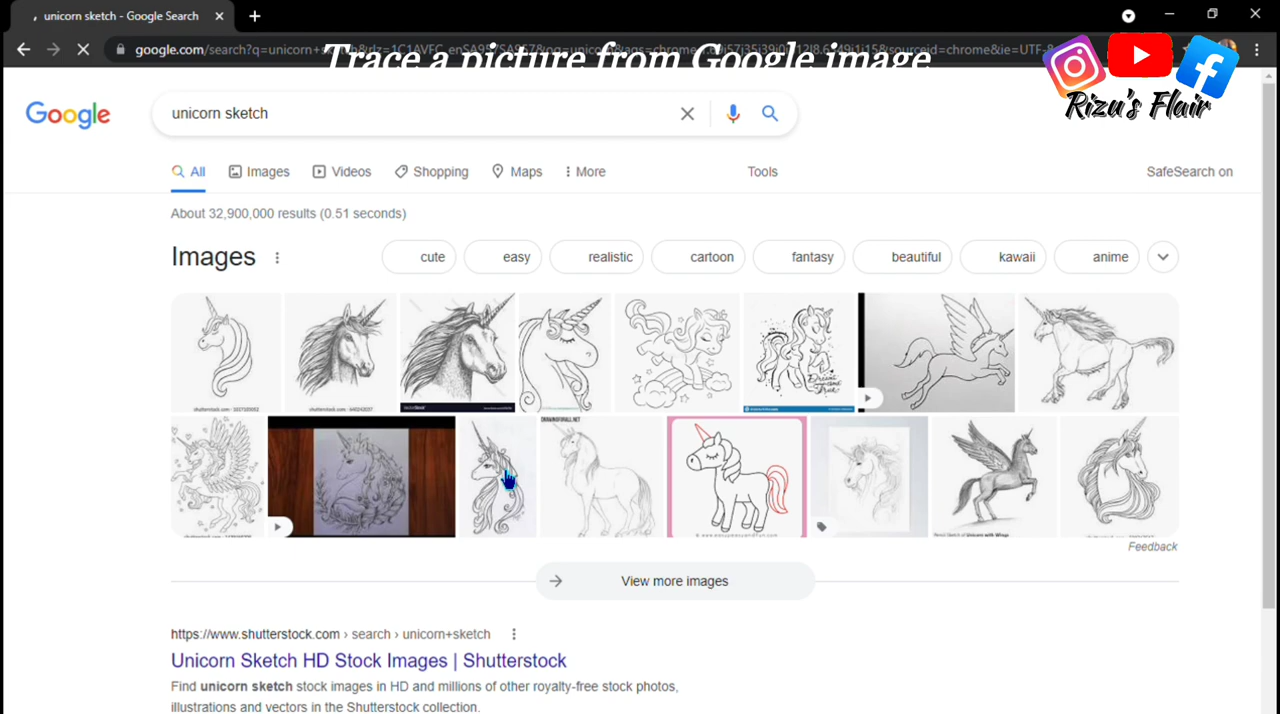 unicorn sketch - Google Search
Trace a picture from Google image
Rizu's Flair
Google
unicorn sketch
All Images Videos Shopping Maps More Tools SafeSearch on
About 32,900,000 results (0.51 seconds)
Images
cute easy realistic cartoon fantasy beautiful kawaii anime
DRAWINGFORALL.NET
Feedback
View more images
https://www.shutterstock.com › search › unicorn+sketch
Unicorn Sketch HD Stock Images | Shutterstock
Find unicorn sketch stock images in HD and millions of other royalty-free stock photos,
illustrations and vectors in the Shutterstock collection.